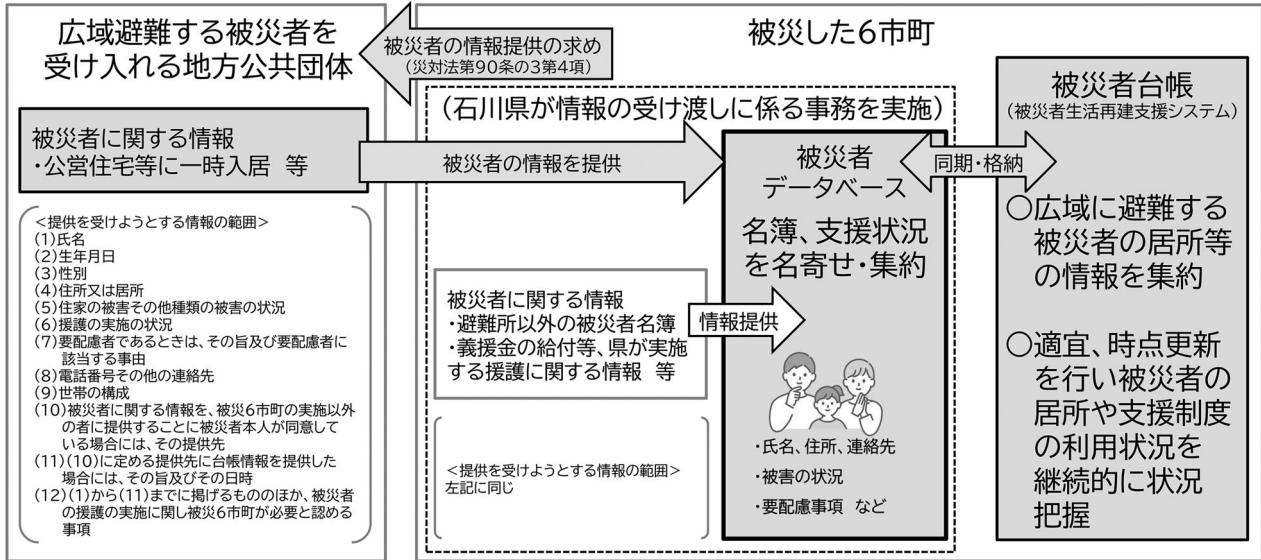 広域避難する被災者を
受け入れる地方公共団体
被災者の情報提供の求め
(災対法第90条の3第4項)
被災した6市町
被災者に関する情報
・公営住宅等に一時入居 等
<提供を受けようとする情報の範囲>
(1)氏名
(2)生年月日
(3)性別
(4)住所又は居所
(5)住家の被害その他種類の被害の状況
(6)援護の実施の状況
(7)要配慮者であるときは、その旨及び要配慮者に
該当する事由
(8)電話番号その他の連絡先
(9)世帯の構成
(10)被災者に関する情報を、被災6市町の実施以外
の者に提供することに被災者本人が同意して
いる場合には、その提供先
(11)(10)に定める提供先に台帳情報を提供した
場合には、その旨及びその日時
(12)(1)から(11)までに掲げるもののほか、被災者
の援護の実施に関し被災6市町が必要と認める
事項
(石川県が情報の受け渡しに係る事務を実施)
被災者の情報を提供
被災者に関する情報
・避難所以外の被災者名簿
・義援金の給付等、県が実施
する援護に関する情報 等
情報提供
<提供を受けようとする情報の範囲>
左記に同じ
被災者
データベース
名簿、支援状況
を名寄せ・集約
・氏名、住所、連絡先
・被害の状況
・要配慮事項 など
同期・格納
被災者台帳
(被災者生活再建支援システム)
○広域に避難する
被災者の居所等
の情報を集約
○適宜、時点更新
を行い被災者の
居所や支援制度
の利用状況を
継続的に状況
把握